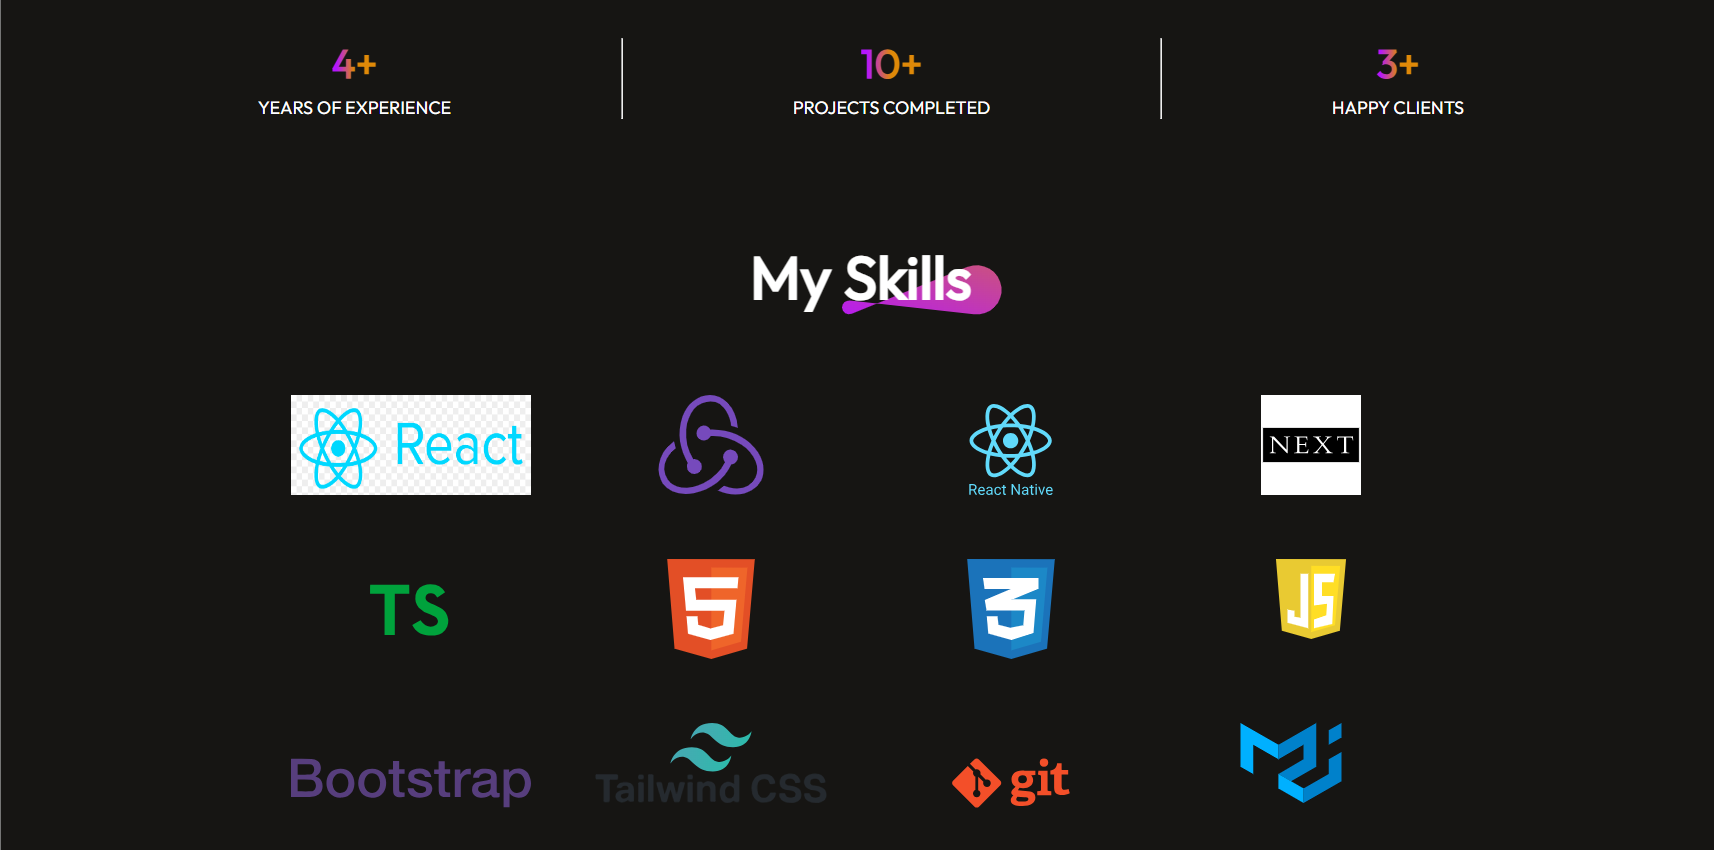 4+
YEARS OF EXPERIENCE
10+
PROJECTS COMPLETED
3+
HAPPY CLIENTS
My Skills
React
React Native
NEXT
TS
5
3
JS
Bootstrap
Tailwind CSS
git